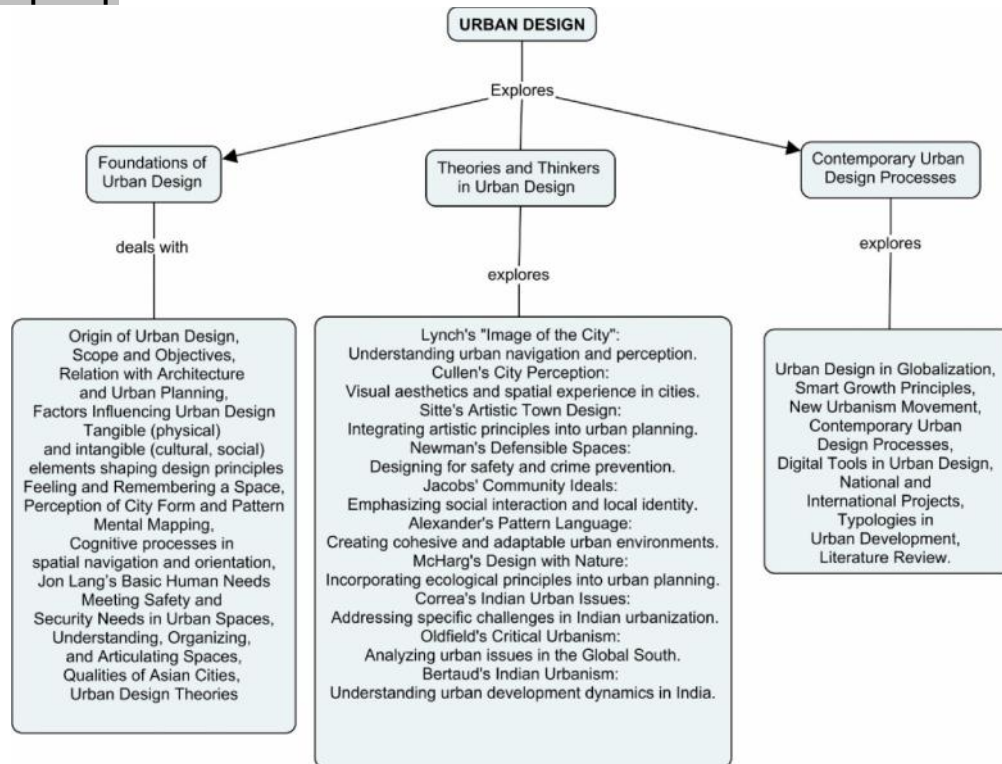 URBAN DESIGN
Explores
Foundations of
Urban Design
Theories and Thinkers
in Urban Design
Contemporary Urban
Design Processes
deals with
explores
explores
Origin of Urban Design,
Scope and Objectives,
Relation with Architecture
and Urban Planning,
Factors Influencing Urban Design
Tangible (physical)
and intangible (cultural, social)
elements shaping design principles
Feeling and Remembering a Space,
Perception of City Form and Pattern
Mental Mapping,
Cognitive processes in
spatial navigation and orientation,
Jon Lang's Basic Human Needs
Meeting Safety and
Security Needs in Urban Spaces,
Understanding, Organizing,
and Articulating Spaces,
Qualities of Asian Cities,
Urban Design Theories
Lynch's "Image of the City":
Understanding urban navigation and perception.
Cullen's City Perception:
Visual aesthetics and spatial experience in cities.
Sitte's Artistic Town Design:
Integrating artistic principles into urban planning.
Newman's Defensible Spaces:
Designing for safety and crime prevention.
Jacobs' Community Ideals:
Emphasizing social interaction and local identity.
Alexander's Pattern Language:
Creating cohesive and adaptable urban environments.
McHarg's Design with Nature:
Incorporating ecological principles into urban planning.
Correa's Indian Urban Issues:
Addressing specific challenges in Indian urbanization.
Oldfield's Critical Urbanism:
Analyzing urban issues in the Global South.
Bertaud's Indian Urbanism:
Understanding urban development dynamics in India.
Urban Design in Globalization,
Smart Growth Principles,
New Urbanism Movement,
Contemporary Urban
Design Processes,
Digital Tools in Urban Design,
National and
International Projects,
Typologies in
Urban Development,
Literature Review.